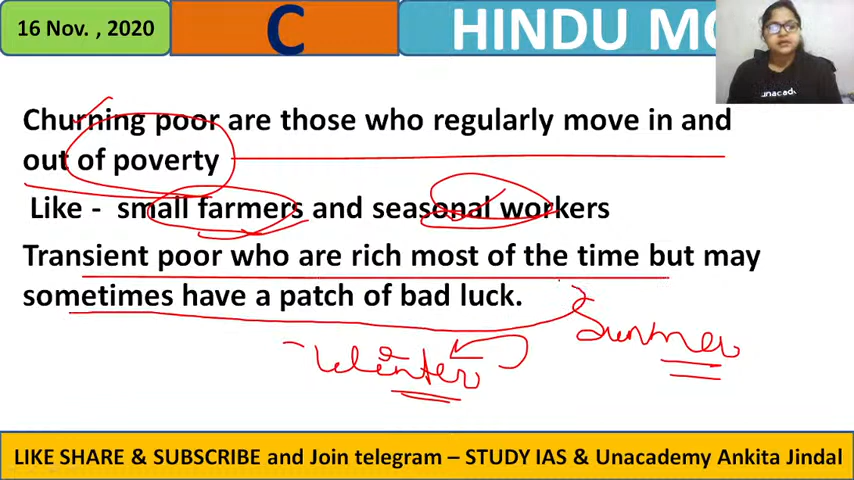 16 Nov. , 2020
C
HINDU MO
unacade
Churning poor are those who regularly move in and
out of poverty
Like - small farmers and seasonal workers
Transient poor who are rich most of the time but may
sometimes have a patch of bad luck.
Summer
Winter
LIKE SHARE & SUBSCRIBE and Join telegram – STUDY IAS & Unacademy Ankita Jindal